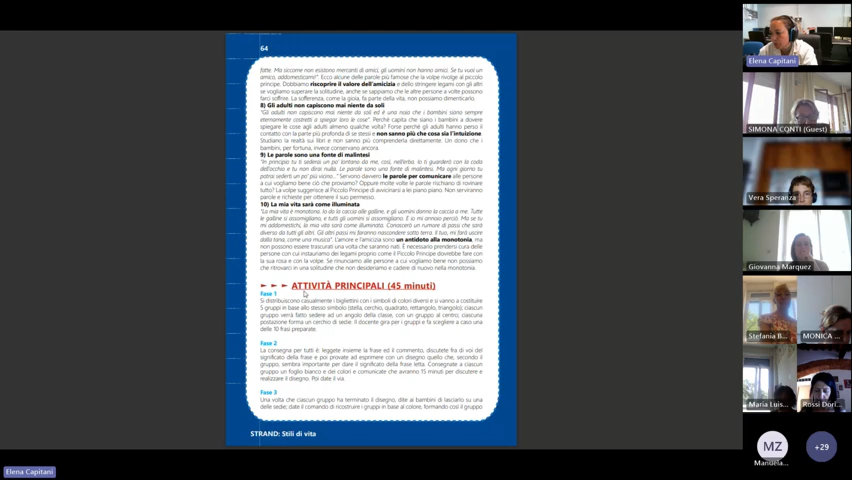 64
fatte. Ma siccome non esistono mercanti di amici, gli uomini non hanno amici. Se tu vuoi un
amico, addomesticami!". Ecco alcune delle parole più famose che la volpe rivolge al piccolo
principe. Dobbiamo riscoprire il valore dell'amicizia e dello stringere legami con gli altri
se vogliamo superare la solitudine, anche se sappiamo che le altre persone a volte possono
farci soffrire. La sofferenza, come la gioia, fa parte della vita, non possiamo dimenticarlo.
8) Gli adulti non capiscono mai niente da soli
"Gli adulti non capiscono mai niente da soli ed è una noia che i bambini siano sempre
eternamente costretti a spiegar loro le cose". Perché capita che siano i bambini a dovere
spiegare le cose agli adulti almeno qualche volta? Forse perché gli adulti hanno perso il
contatto con la parte più profonda di se stessi e non sanno più che cosa sia l'intuizione.
Studiano la realtà sui libri e non sanno più comprenderla direttamente. Un dono che i
bambini, per fortuna, invece conservano ancora.
9) Le parole sono una fonte di malintesi
"In principio tu ti sederai un po' lontano da me, così, nell'erba. Io ti guarderò con la coda
dell'occhio e tu non dirai nulla. Le parole sono una fonte di malintesi. Ma ogni giorno tu
potrai sederti un po' più vicino..." Servono davvero le parole per comunicare alle persone
a cui vogliamo bene ciò che proviamo? Oppure molte volte le parole rischiano di rovinare
tutto? La volpe suggerisce al Piccolo Principe di avvicinarsi a lei piano piano. Non serviranno
parole e richieste per ottenere il suo permesso.
10) La mia vita sarà come illuminata
"La mia vita è monotona. Io do la caccia alle galline, e gli uomini danno la caccia a me. Tutte
le galline si assomigliano, e tutti gli uomini si assomigliano. E io mi annoio perciò. Ma se tu
mi addomestichi, la mia vita sarà come illuminata. Conoscerò un rumore di passi che sarà
diverso da tutti gli altri. Gli altri passi mi faranno nascondere sotto terra. Il tuo, mi farà uscire
dalla tana, come una musica". L'amore e l'amicizia sono un antidoto alla monotonia, ma
non possono essere trascurati una volta che saranno nati. È necessario prendersi cura delle
persone con cui instauriamo dei legami proprio come il Piccolo Principe dovrebbe fare con
la sua rosa e con la volpe. Se rinunciamo alle persone a cui vogliamo bene non possiamo
che ritrovarci in una solitudine che non desideriamo e cadere di nuovo nella monotonia.
► ► ► ATTIVITÀ PRINCIPALI (45 minuti)
Fase 1
Si distribuiscono casualmente i bigliettini con i simboli di colori diversi e si vanno a costituire
5 gruppi in base allo stesso simbolo (stella, cerchio, quadrato, rettangolo, triangolo); ciascun
gruppo verrà fatto sedere ad un angolo della classe, con un gruppo al centro, ciascuna
postazione forma un cerchio di sedie. Il docente gira per i gruppi e fa scegliere a caso una
delle 10 frasi preparate.
Fase 2
La consegna per tutti è: leggete insieme la frase ed il commento, discutete fra di voi del
significato della frase e poi provate ad esprimere con un disegno quello che, secondo il
gruppo, sembra importante per dare il significato della frase letta. Consegnate a ciascun
gruppo un foglio bianco e dei colori e comunicate che avranno 15 minuti per discutere e
realizzare il disegno. Poi date il via.
Fase 3
Una volta che ciascun gruppo ha terminato il disegno, dite ai bambini di lasciarlo su una
delle sedie; date il comando di ricostruire i gruppi in base al colore, formando così il gruppo
STRAND: Stili di vita
Elena Capitani
Elena Capitani
SIMONA CONTI (Guest)
Vera Speranza
Giovanna Marquez
Stefania B...
MONICA ...
Maria Luis...
Rossi Dori...
MZ
Manuela...
+29